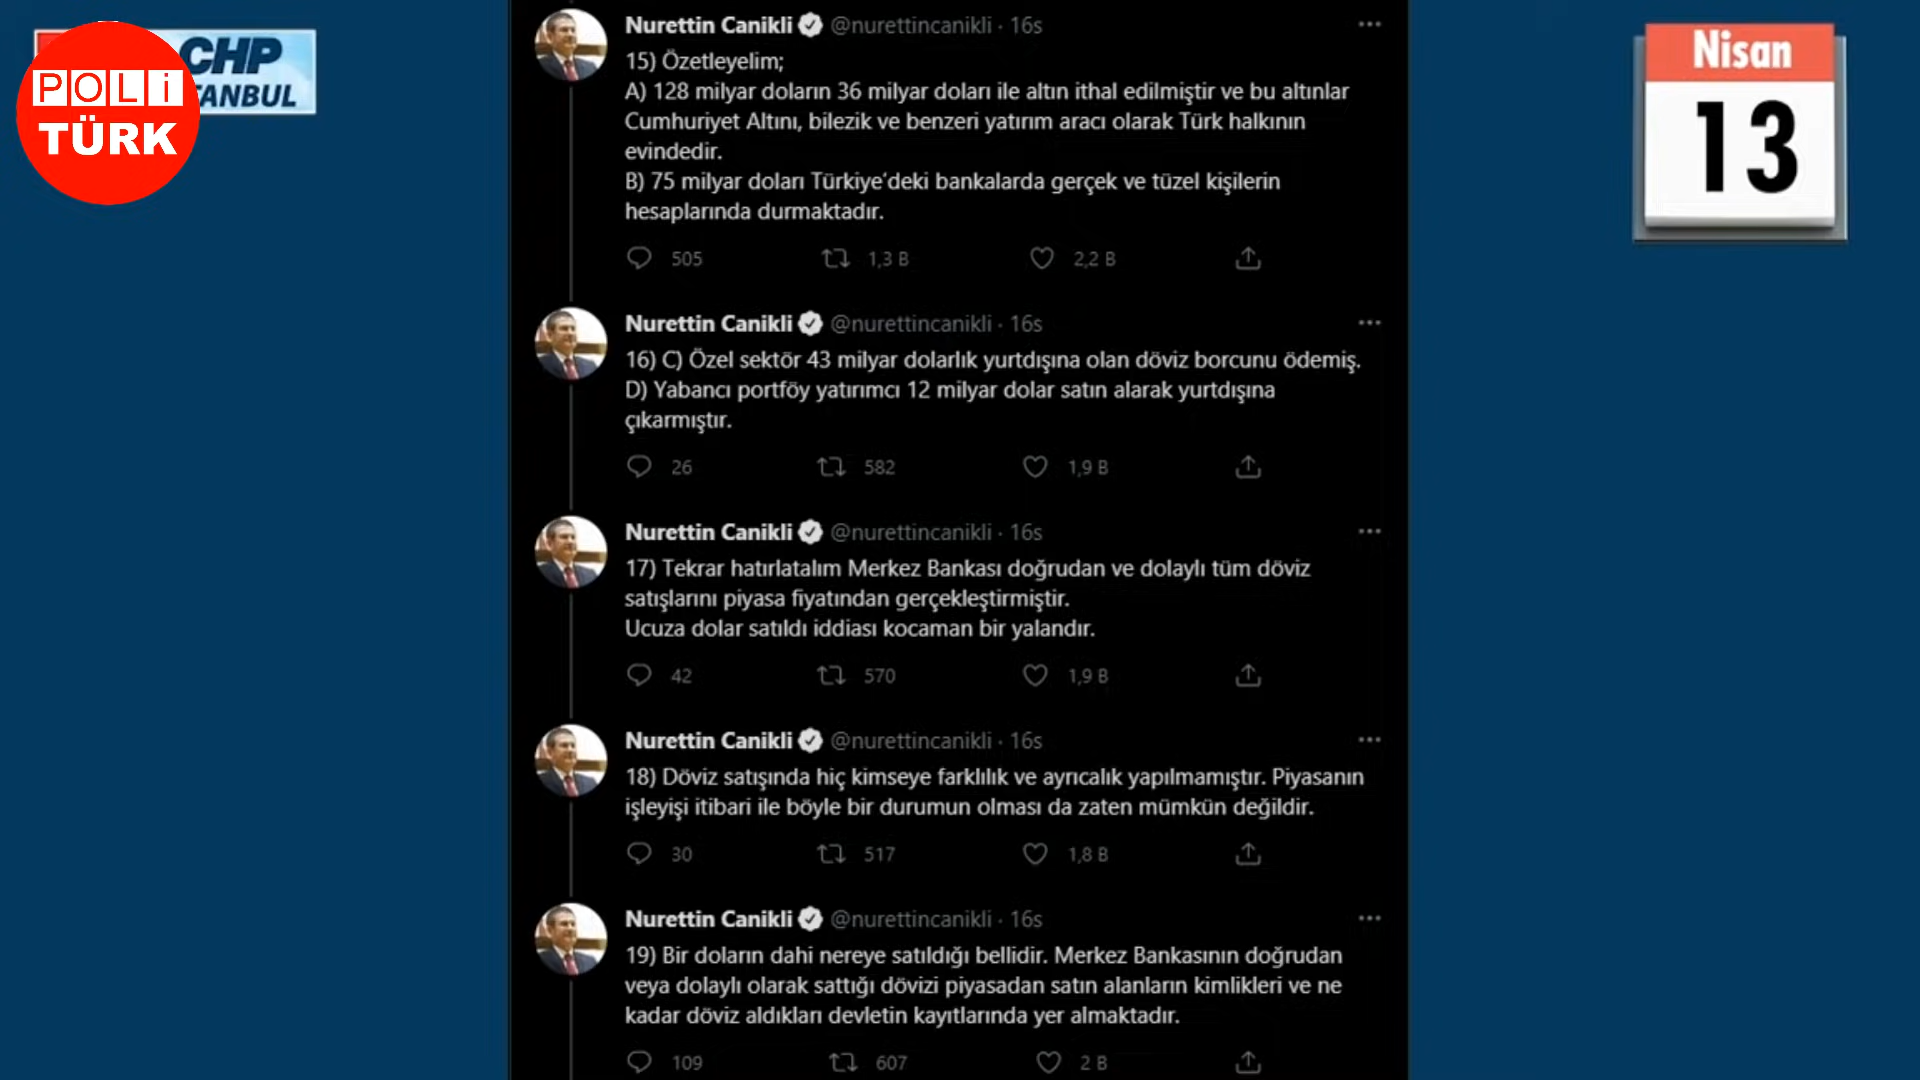 CHP
TANBUL
POLİ
TÜRK
Nisan
13
Nurettin Canikli @nurettincanikli · 16s
15) Özetleyelim;
A) 128 milyar doların 36 milyar doları ile altın ithal edilmiştir ve bu altınlar
Cumhuriyet Altını, bilezik ve benzeri yatırım aracı olarak Türk halkının
evindedir.
B) 75 milyar doları Türkiye'deki bankalarda gerçek ve tüzel kişilerin
hesaplarında durmaktadır.
505 1,3 B 2,2 B
Nurettin Canikli @nurettincanikli · 16s
16) C) Özel sektör 43 milyar dolarlık yurtdışına olan döviz borcunu ödemiş.
D) Yabancı portföy yatırımcı 12 milyar dolar satın alarak yurtdışına
çıkarmıştır.
26 582 1,9 B
Nurettin Canikli @nurettincanikli · 16s
17) Tekrar hatırlatalım Merkez Bankası doğrudan ve dolaylı tüm döviz
satışlarını piyasa fiyatından gerçekleştirmiştir.
Ucuza dolar satıldı iddiası kocaman bir yalandır.
42 570 1,9 B
Nurettin Canikli @nurettincanikli · 16s
18) Döviz satışında hiç kimseye farklılık ve ayrıcalık yapılmamıştır. Piyasanın
işleyişi itibari ile böyle bir durumun olması da zaten mümkün değildir.
30 517 1,8 B
Nurettin Canikli @nurettincanikli · 16s
19) Bir doların dahi nereye satıldığı bellidir. Merkez Bankasının doğrudan
veya dolaylı olarak sattığı dövizi piyasadan satın alanların kimlikleri ve ne
kadar döviz aldıkları devletin kayıtlarında yer almaktadır.
109 607 2 B